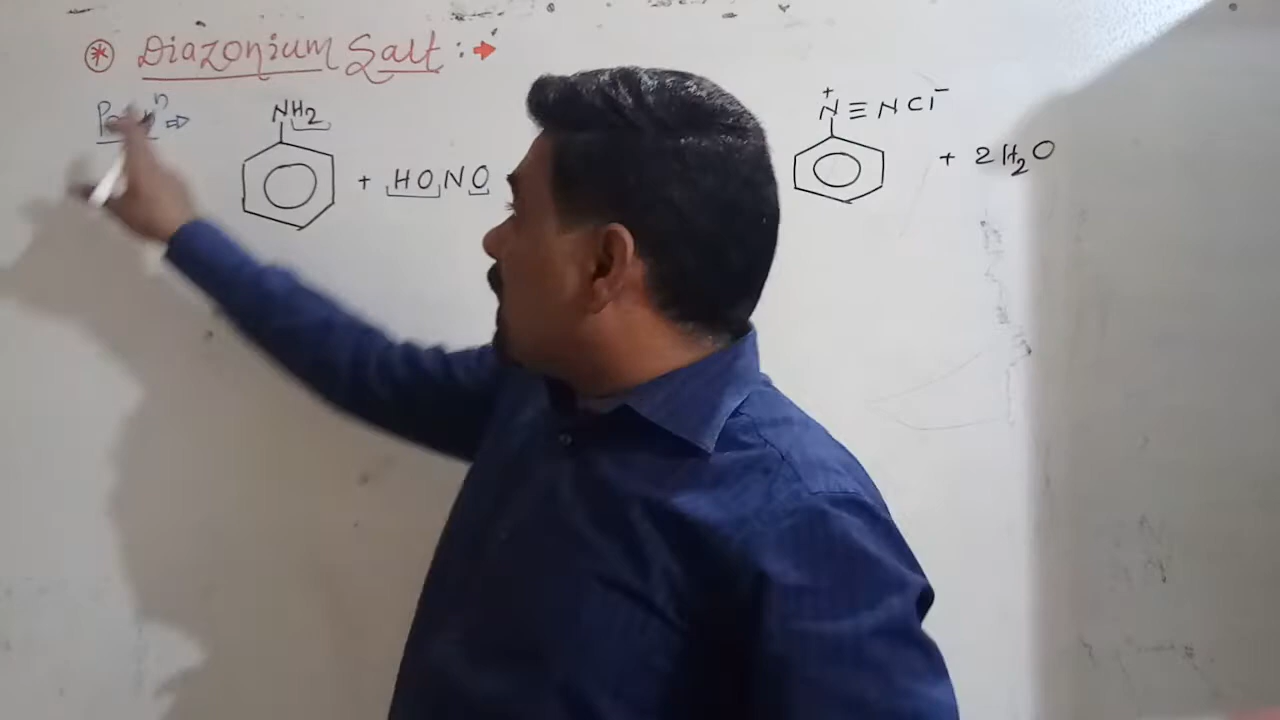 * Diazonium Salt :→
⇒ NH2 N⁺≡NCl⁻
+ HONO + 2H₂O